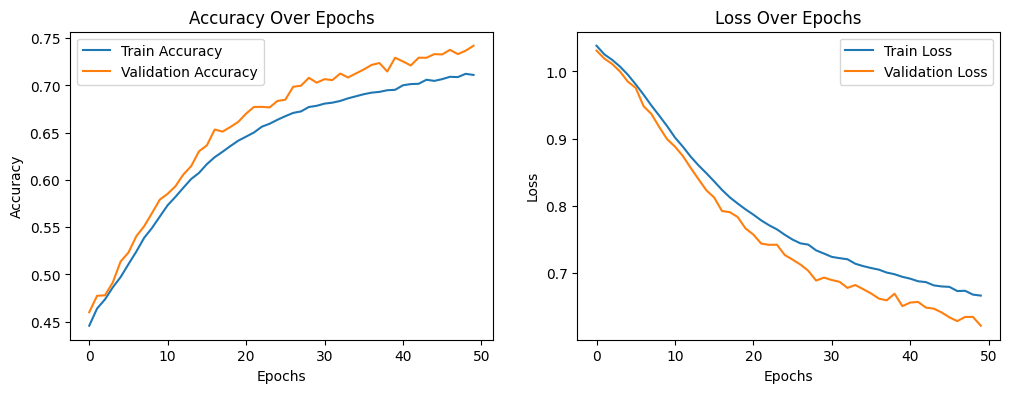 Accuracy Over Epochs
Train Accuracy
Validation Accuracy
Accuracy
0.75
0.70
0.65
0.60
0.55
0.50
0.45
0 10 20 30 40 50
Epochs
Loss Over Epochs
Train Loss
Validation Loss
Loss
1.0
0.9
0.8
0.7
0 10 20 30 40 50
Epochs